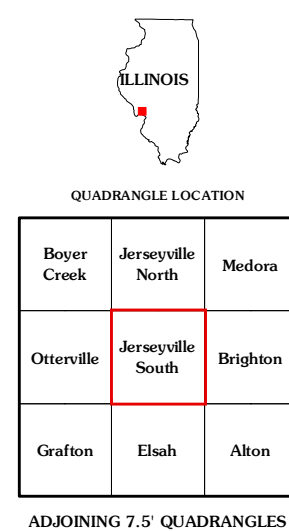 ILLINOIS
QUADRANGLE LOCATION
Boyer
Creek
Jerseyville
North
Medora
Otterville
Jerseyville
South
Brighton
Grafton
Elsah
Alton
ADJOINING 7.5' QUADRANGLES